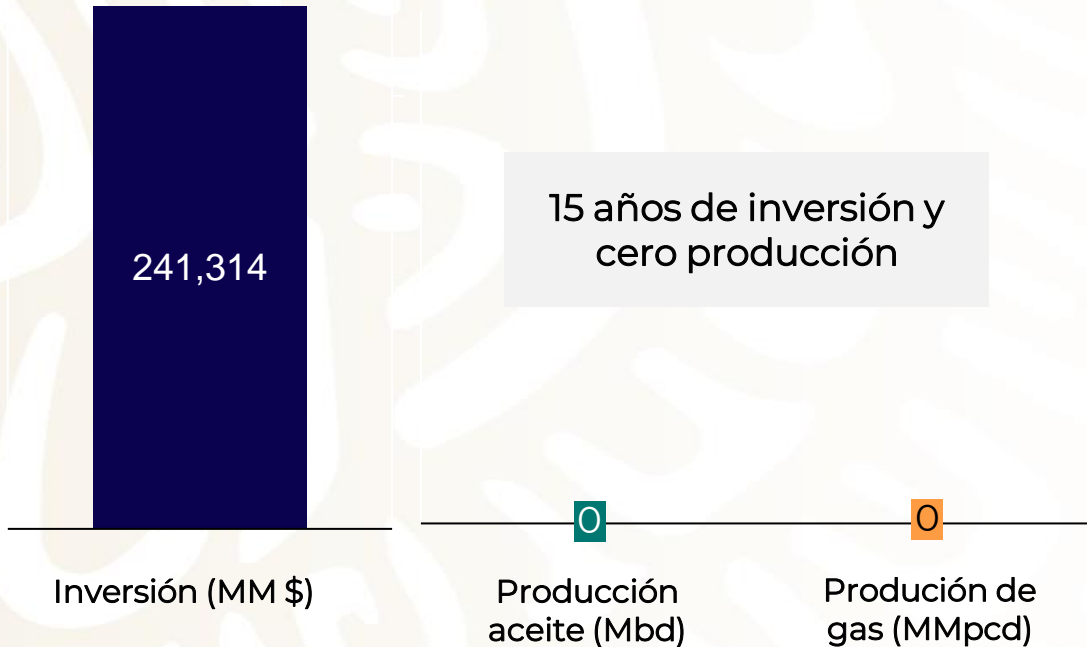 241,314
Inversión (MM $)
15 años de inversión y
cero producción
0
Producción
aceite (Mbd)
0
Produción de
gas (MMpcd)